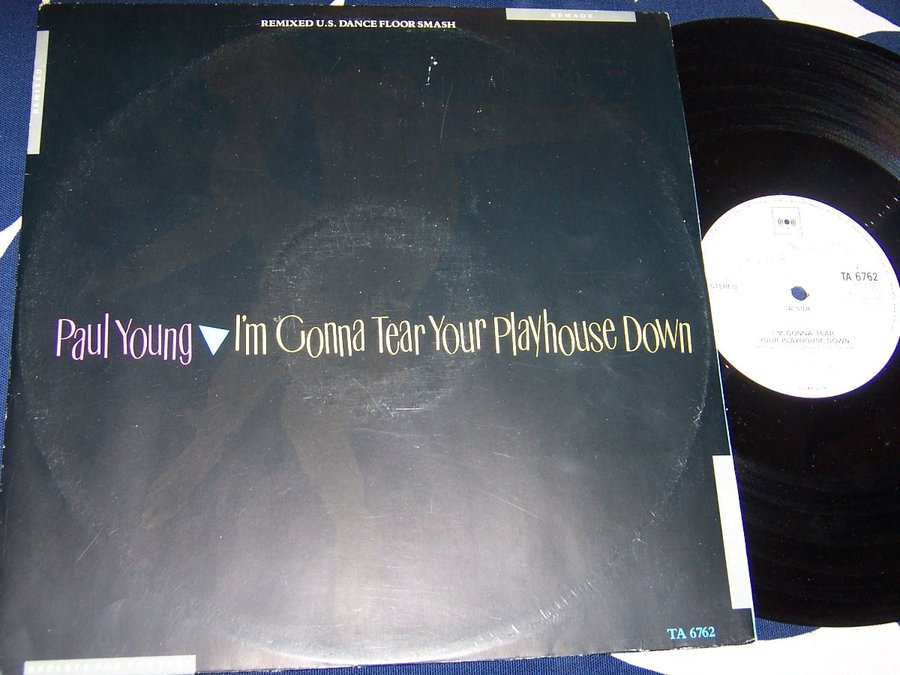 REMIXED U.S. DANCE FLOOR SMASH
REMADE
REMIXED
Paul Young I'm Gonna Tear Your Playhouse Down
TA 6762
STEREO
TA 6762
A SIDE
I'M GONNA TEAR
YOUR PLAYHOUSE DOWN